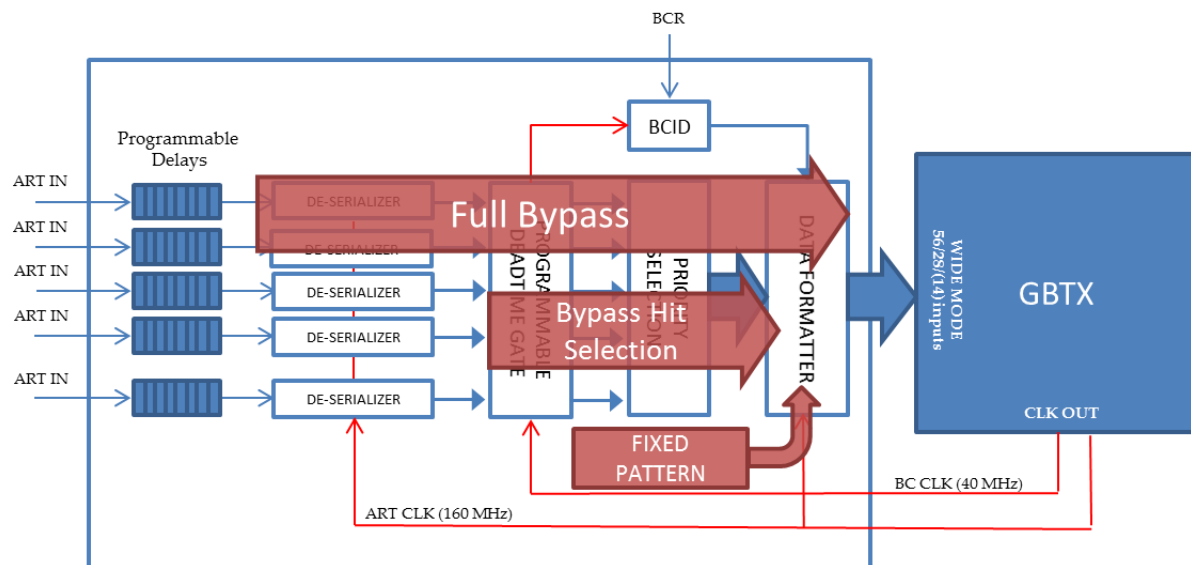 BCR
BCID
Programmable
Delays
ART IN
ART IN
ART IN
ART IN
ART IN
DE-SERIALIZER
DE-SERIALIZER
DE-SERIALIZER
DE-SERIALIZER
DE-SERIALIZER
Full Bypass
PROGRAMMABLE
DEADTIME GATE
PRIORITY
SELECTION
Bypass Hit
Selection
DATA FORMATTER
FIXED
PATTERN
WIDE MODE
56/28/(14) inputs
GBTX
CLK OUT
BC CLK (40 MHz)
ART CLK (160 MHz)